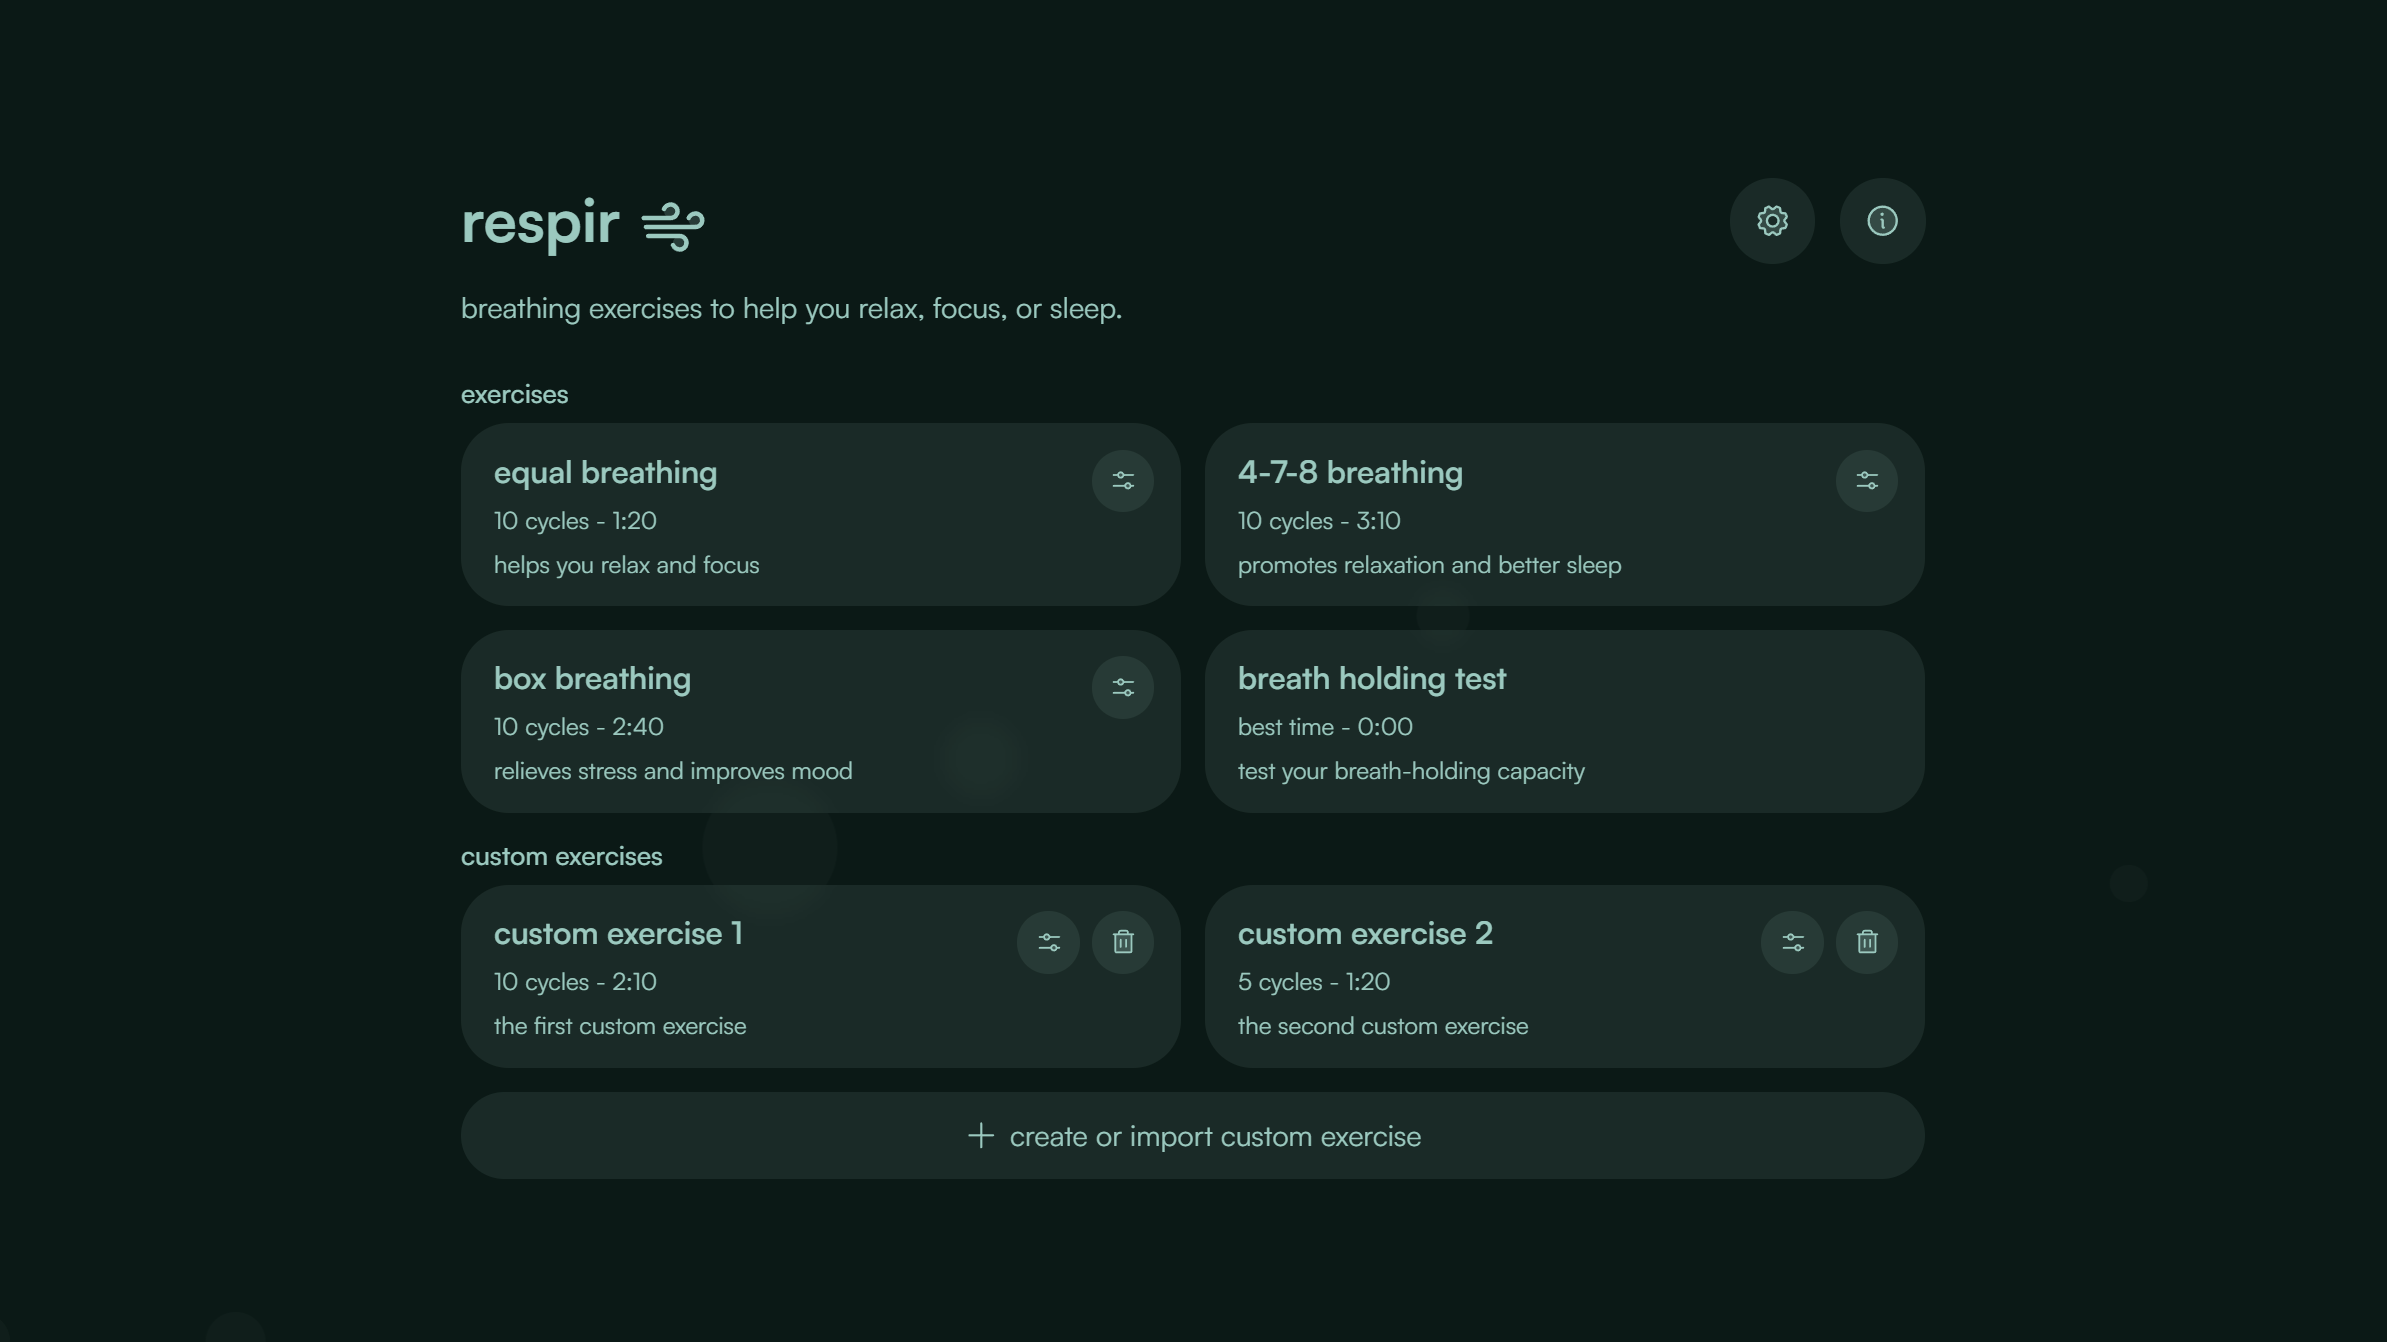 respir
breathing exercises to help you relax, focus, or sleep.
exercises
equal breathing
10 cycles - 1:20
helps you relax and focus
4-7-8 breathing
10 cycles - 3:10
promotes relaxation and better sleep
box breathing
10 cycles - 2:40
relieves stress and improves mood
breath holding test
best time - 0:00
test your breath-holding capacity
custom exercises
custom exercise 1
10 cycles - 2:10
the first custom exercise
custom exercise 2
5 cycles - 1:20
the second custom exercise
create or import custom exercise